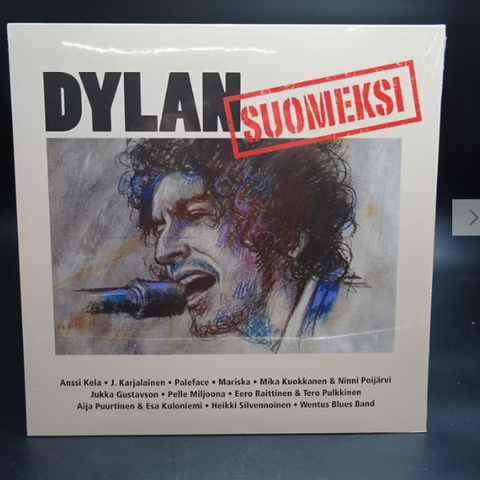 DYLAN
SUOMEKSI
Anssi Kela • J. Karjalainen • Paleface • Mariska • Mika Kuokkanen & Ninni Poijärvi
Jukka Gustavson • Pelle Miljoona • Eero Raittinen & Tero Pulkkinen
Aija Puurtinen & Esa Kuloniemi • Heikki Silvennoinen • Wentus Blues Band